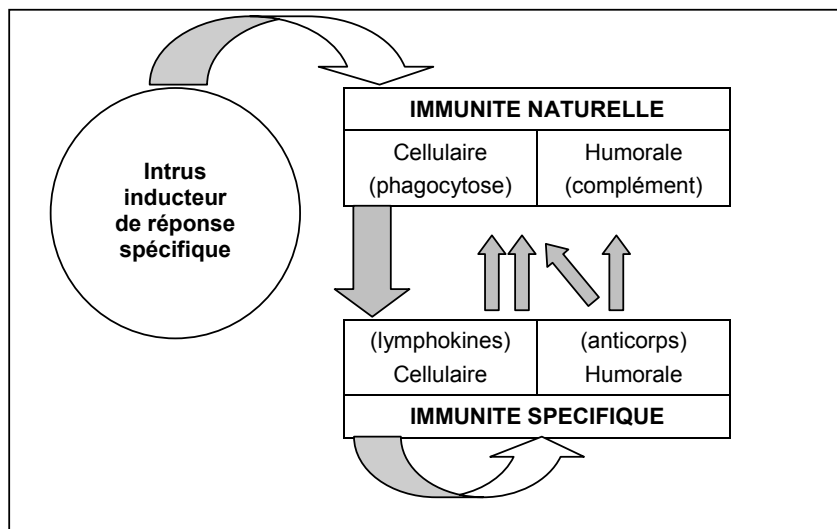 Intrus
inducteur
de réponse
spécifique
IMMUNITE NATURELLE
Cellulaire
(phagocytose)
Humorale
(complément)
(lymphokines)
Cellulaire
(anticorps)
Humorale
IMMUNITE SPECIFIQUE